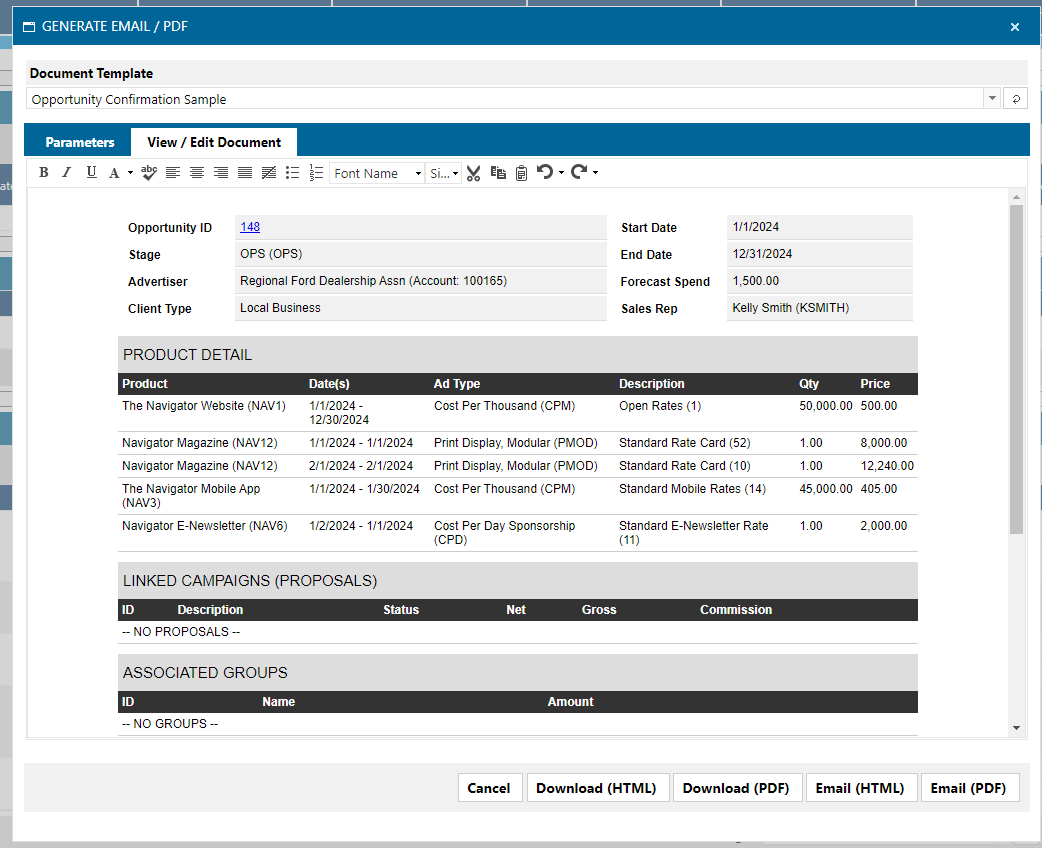 GENERATE EMAIL / PDF
Document Template
Opportunity Confirmation Sample
Parameters View / Edit Document
B I U A abc Font Name Si...
Opportunity ID 148 Start Date 1/1/2024
Stage OPS (OPS) End Date 12/31/2024
Advertiser Regional Ford Dealership Assn (Account: 100165) Forecast Spend 1,500.00
Client Type Local Business Sales Rep Kelly Smith (KSMITH)
PRODUCT DETAIL
Product Date(s) Ad Type Description Qty Price
The Navigator Website (NAV1) 1/1/2024 - Cost Per Thousand (CPM) Open Rates (1) 50,000.00 500.00
12/30/2024
Navigator Magazine (NAV12) 1/1/2024 - 1/1/2024 Print Display, Modular (PMOD) Standard Rate Card (52) 1.00 8,000.00
Navigator Magazine (NAV12) 2/1/2024 - 2/1/2024 Print Display, Modular (PMOD) Standard Rate Card (10) 1.00 12,240.00
The Navigator Mobile App 1/1/2024 - 1/30/2024 Cost Per Thousand (CPM) Standard Mobile Rates (14) 45,000.00 405.00
(NAV3)
Navigator E-Newsletter (NAV6) 1/2/2024 - 1/1/2024 Cost Per Day Sponsorship Standard E-Newsletter Rate 1.00 2,000.00
(CPD) (11)
LINKED CAMPAIGNS (PROPOSALS)
ID Description Status Net Gross Commission
-- NO PROPOSALS --
ASSOCIATED GROUPS
ID Name Amount
-- NO GROUPS --
Cancel Download (HTML) Download (PDF) Email (HTML) Email (PDF)